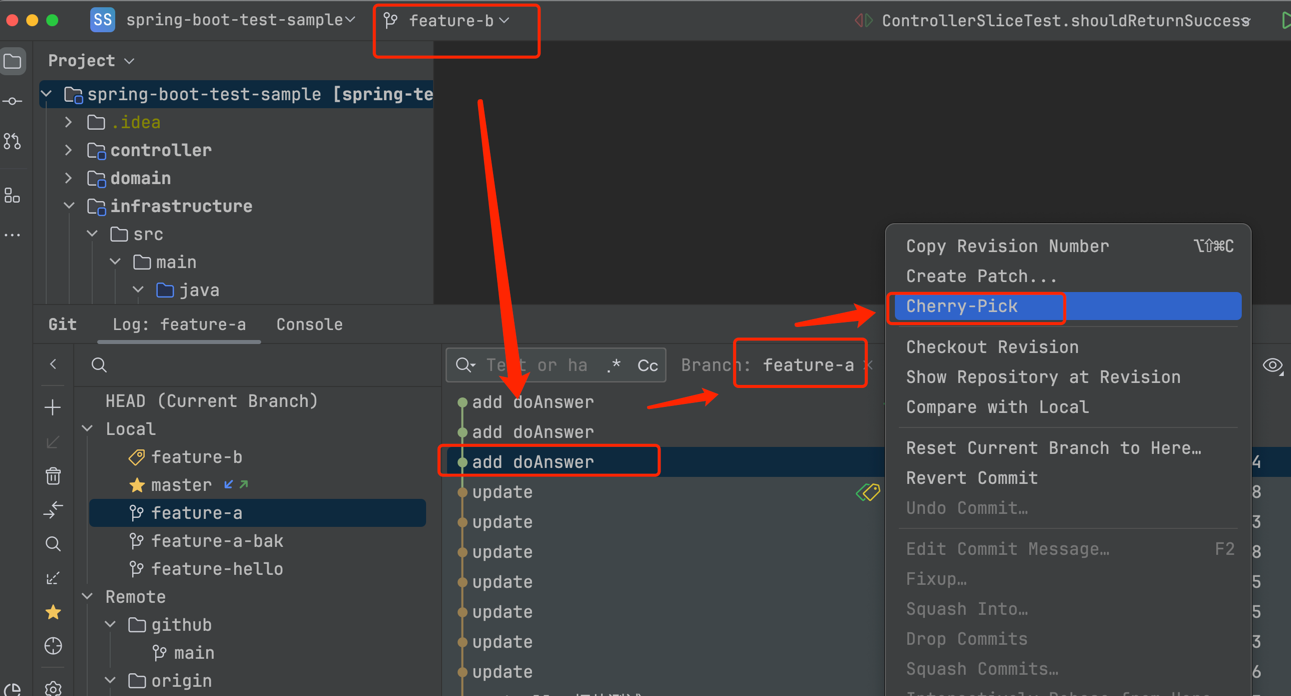 SS spring-boot-test-sample feature-b ControllerSliceTest.shouldReturnSuccess
Project
spring-boot-test-sample [spring-te
.idea
controller
domain
infrastructure
src
main
java
Git Log: feature-a Console
HEAD (Current Branch)
Local
feature-b
master
feature-a
feature-a-bak
feature-hello
Remote
github
main
origin
Text or ha .* Cc Branch: feature-a
add doAnswer
add doAnswer
add doAnswer 4
update 8
update 3
update 8
update 5
update 5
update 3
update 6
Copy Revision Number ⌥⇧⌘C
Create Patch...
Cherry-Pick
Checkout Revision
Show Repository at Revision
Compare with Local
Reset Current Branch to Here…
Revert Commit
Undo Commit…
Edit Commit Message… F2
Fixup…
Squash Into…
Drop Commits
Squash Commits…
Interactively Rebase from Here